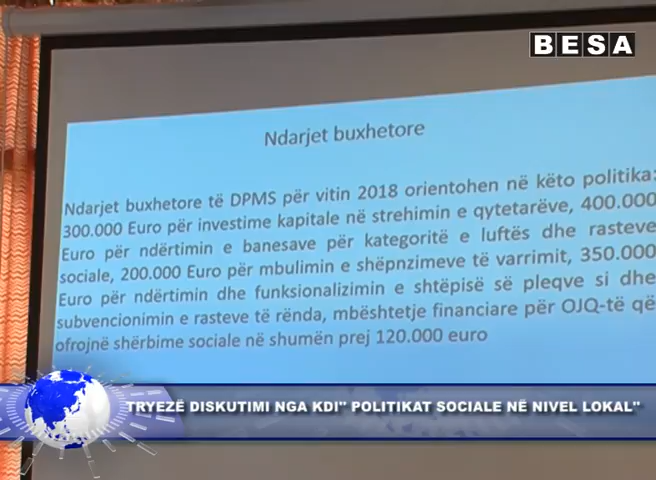 BESA
Ndarjet buxhetore
Ndarjet buxhetore të DPMS për vitin 2018 orientohen në këto politika:
300.000 Euro për investime kapitale në strehimin e qytetarëve, 400.000
Euro për ndërtimin e banesave për kategoritë e luftës dhe rasteve
sociale, 200.000 Euro për mbulimin e shëpnzimeve të varrimit, 350.000
Euro për ndërtimin dhe funksionalizimin e shtëpisë së pleqve si dhe
subvencionimin e rasteve të rënda, mbështetje financiare për OJQ-të që
ofrojnë shërbime sociale në shumën prej 120.000 euro
TRYEZË DISKUTIMI NGA KDI" POLITIKAT SOCIALE NË NIVEL LOKAL"